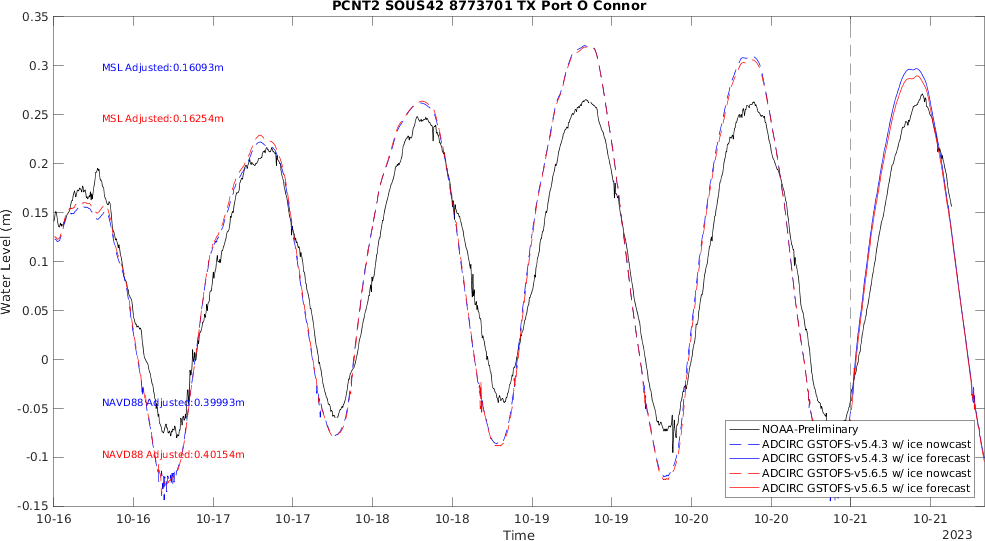 PCNT2 SOUS42 8773701 TX Port O Connor
0.35
0.3
0.25
0.2
0.15
0.1
0.05
0
-0.05
-0.1
-0.15
Water Level (m)
MSL Adjusted:0.16093m
MSL Adjusted:0.16254m
NAVD88 Adjusted:0.39993m
NAVD88 Adjusted:0.40154m
NOAA-Preliminary
ADCIRC GSTOFS-v5.4.3 w/ ice nowcast
ADCIRC GSTOFS-v5.4.3 w/ ice forecast
ADCIRC GSTOFS-v5.6.5 w/ ice nowcast
ADCIRC GSTOFS-v5.6.5 w/ ice forecast
10-16 10-16 10-17 10-17 10-18 10-18 10-19 10-19 10-20 10-20 10-21 10-21
Time
2023